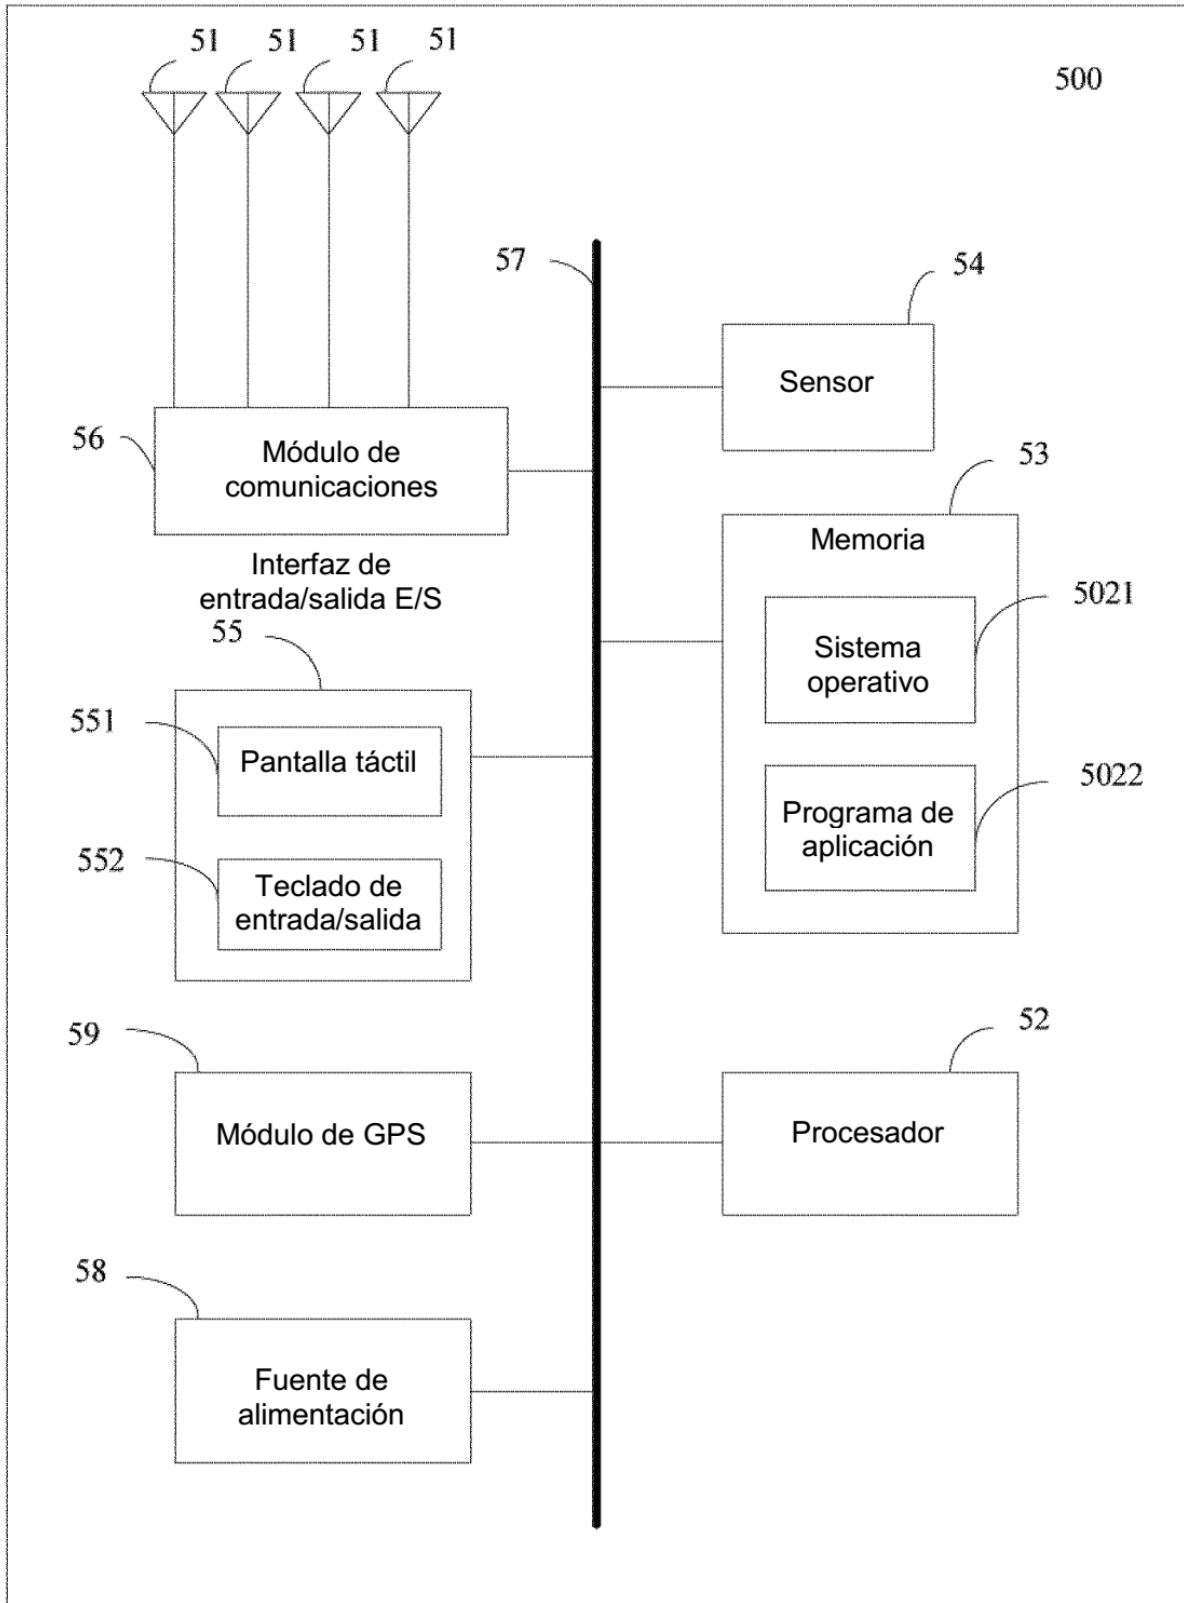 51 51 51 51
500
57
54
Sensor
56
Módulo de
comunicaciones
53
Memoria
Interfaz de
entrada/salida E/S
55
5021
Sistema
operativo
551
Pantalla táctil
5022
Programa de
aplicación
552
Teclado de
entrada/salida
59
Módulo de GPS
52
Procesador
58
Fuente de
alimentación